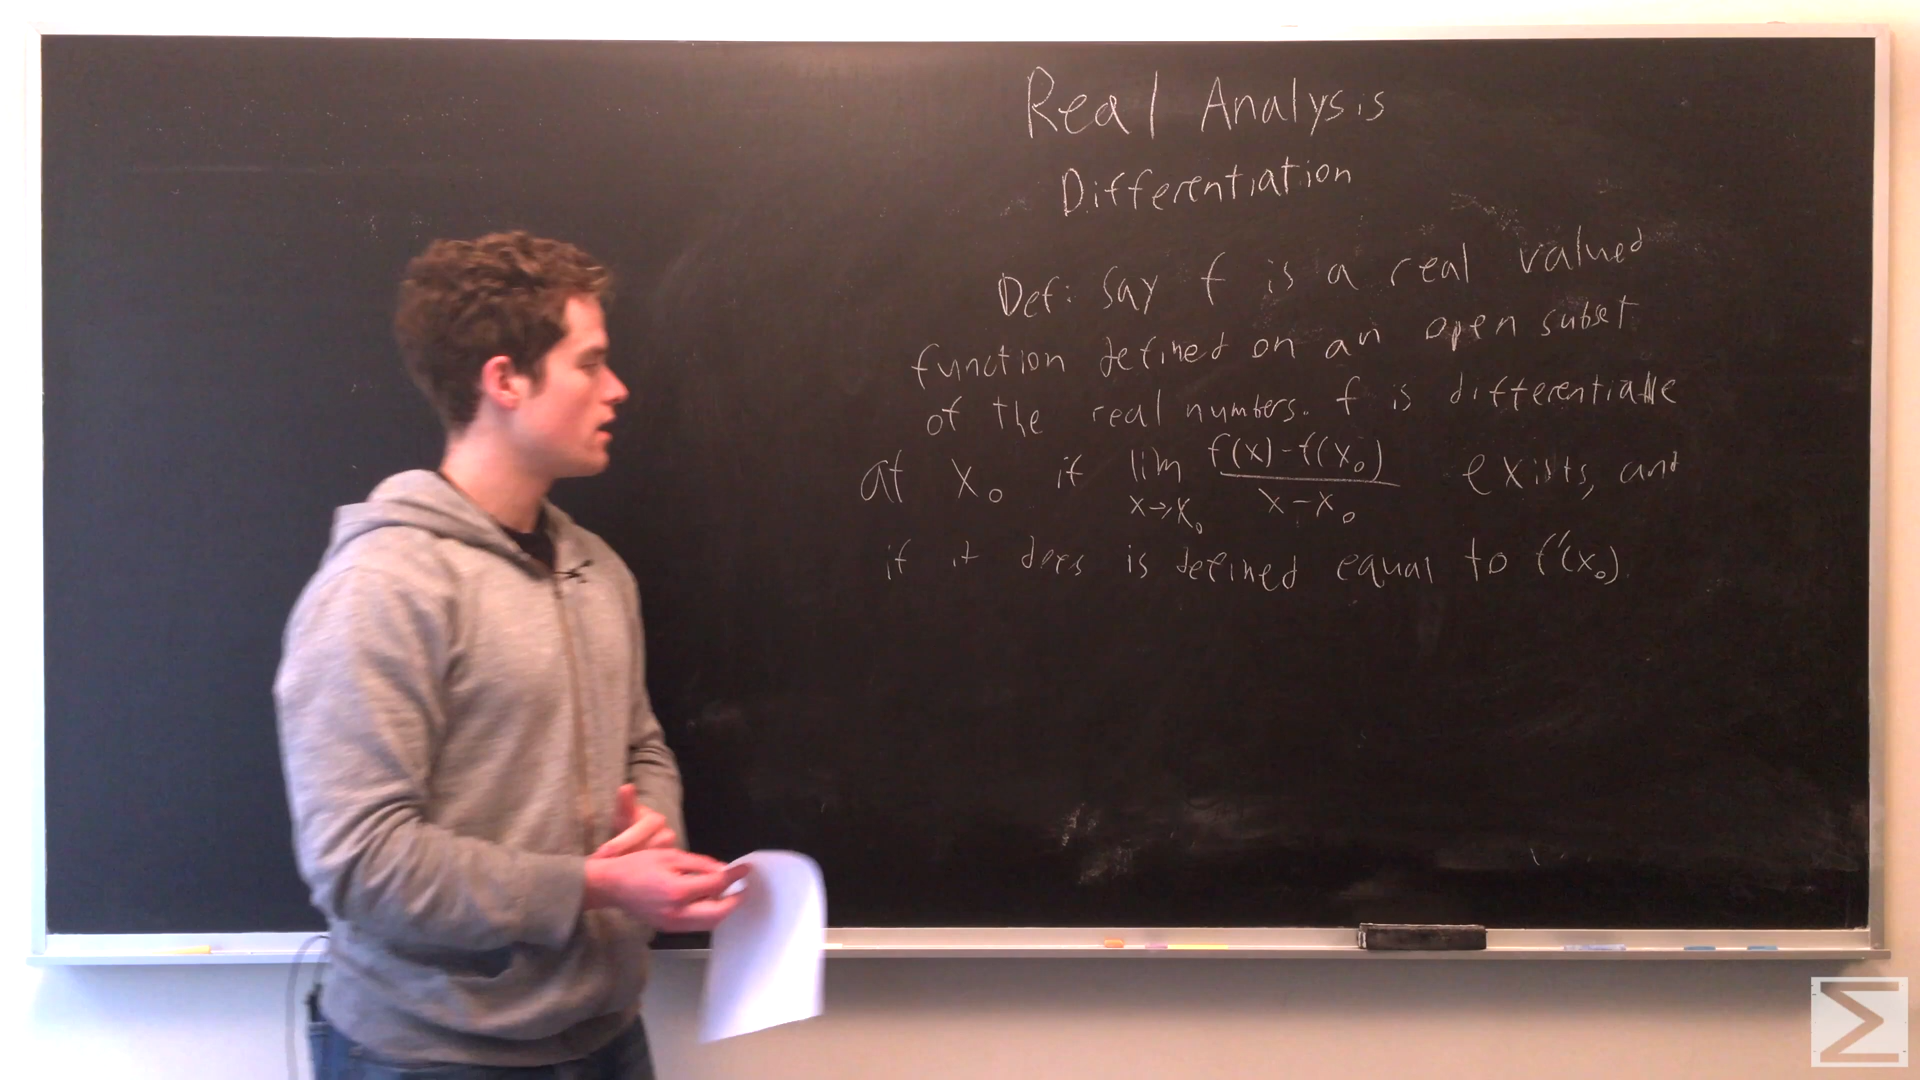 Real Analysis
Differentiation
Def: Say f is a real valued
function defined on an open subset
of the real numbers. f is differentiable
at x₀ if lim x→x₀ (f(x)-f(x₀))/(x-x₀) exists, and
if it does is defined equal to f'(x₀).
Σ